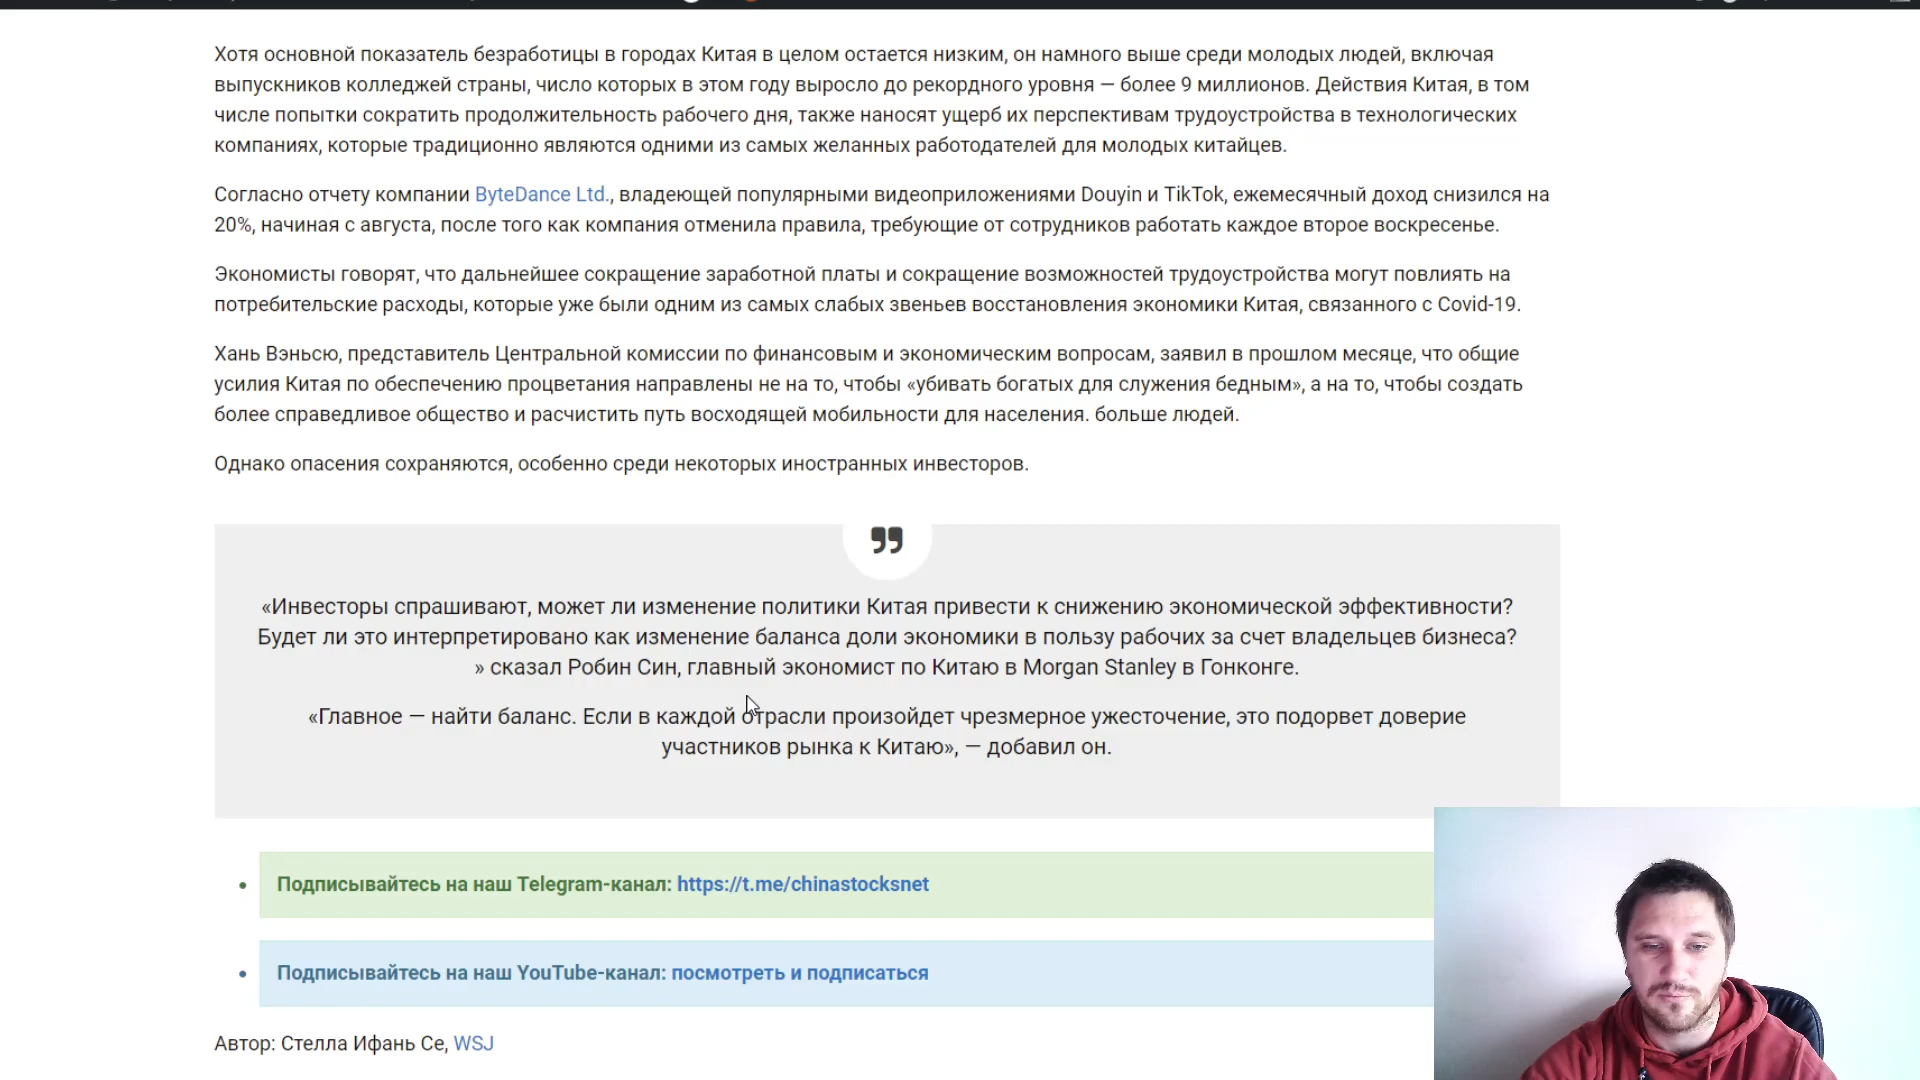 Хотя основной показатель безработицы в городах Китая в целом остается низким, он намного выше среди молодых людей, включая
выпускников колледжей страны, число которых в этом году выросло до рекордного уровня — более 9 миллионов. Действия Китая, в том
числе попытки сократить продолжительность рабочего дня, также наносят ущерб их перспективам трудоустройства в технологических
компаниях, которые традиционно являются одними из самых желанных работодателей для молодых китайцев.
Согласно отчету компании ByteDance Ltd., владеющей популярными видеоприложениями Douyin и TikTok, ежемесячный доход снизился на
20%, начиная с августа, после того как компания отменила правила, требующие от сотрудников работать каждое второе воскресенье.
Экономисты говорят, что дальнейшее сокращение заработной платы и сокращение возможностей трудоустройства могут повлиять на
потребительские расходы, которые уже были одним из самых слабых звеньев восстановления экономики Китая, связанного с Covid-19.
Хань Вэньсю, представитель Центральной комиссии по финансовым и экономическим вопросам, заявил в прошлом месяце, что общие
усилия Китая по обеспечению процветания направлены не на то, чтобы «убивать богатых для служения бедным», а на то, чтобы создать
более справедливое общество и расчистить путь восходящей мобильности для населения. больше людей.
Однако опасения сохраняются, особенно среди некоторых иностранных инвесторов.
«Инвесторы спрашивают, может ли изменение политики Китая привести к снижению экономической эффективности?
Будет ли это интерпретировано как изменение баланса доли экономики в пользу рабочих за счет владельцев бизнеса?
» сказал Робин Син, главный экономист по Китаю в Morgan Stanley в Гонконге.
«Главное — найти баланс. Если в каждой отрасли произойдет чрезмерное ужесточение, это подорвет доверие
участников рынка к Китаю», — добавил он.
Подписывайтесь на наш Telegram-канал: https://t.me/chinastocksnet
Подписывайтесь на наш YouTube-канал: посмотреть и подписаться
Автор: Стелла Ифань Се, WSJ